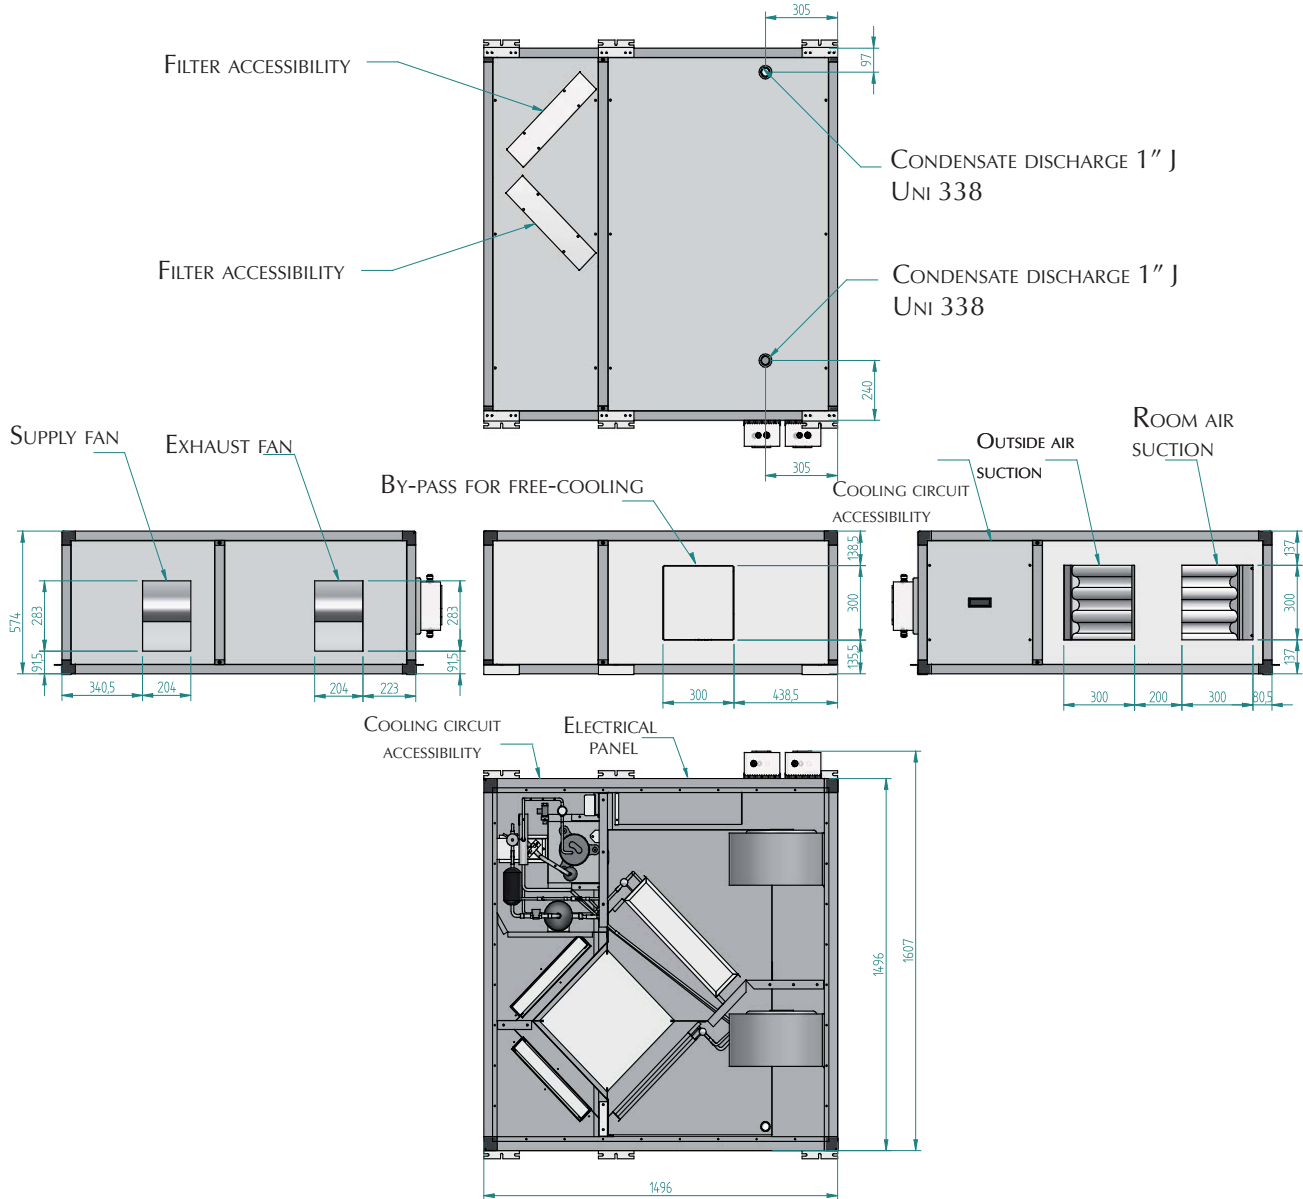 305
97
FILTER ACCESSIBILITY
CONDENSATE DISCHARGE 1" J
UNI 338
FILTER ACCESSIBILITY
CONDENSATE DISCHARGE 1" J
UNI 338
240
305
SUPPLY FAN
EXHAUST FAN
BY-PASS FOR FREE-COOLING
COOLING CIRCUIT
ACCESSIBILITY
OUTSIDE AIR
SUCTION
ROOM AIR
SUCTION
574
283
91,5
283
91,5
340,5
204
204
223
138,5
300
135,5
300
438,5
137
300
137
300
200
300
80,5
COOLING CIRCUIT
ACCESSIBILITY
ELECTRICAL
PANEL
1496
1607
1496